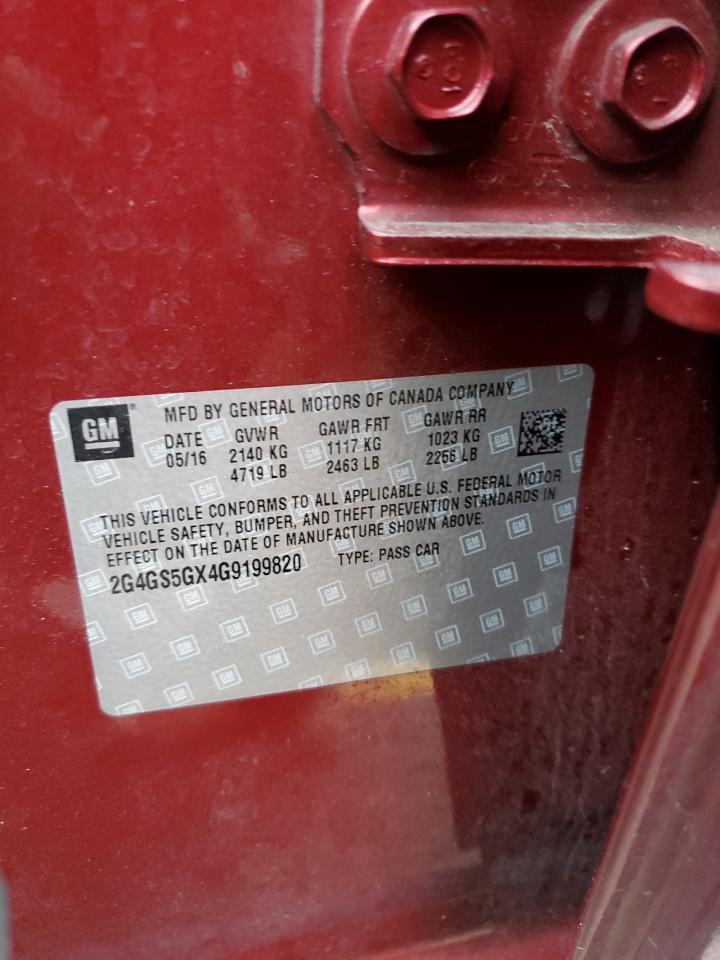 GM
MFD BY GENERAL MOTORS OF CANADA COMPANY
DATE GVWR GAWR FRT GAWR RR
05/16 2140 KG 1117 KG 1023 KG
4719 LB 2463 LB 2256 LB
THIS VEHICLE CONFORMS TO ALL APPLICABLE U.S. FEDERAL MOTOR
VEHICLE SAFETY, BUMPER, AND THEFT PREVENTION STANDARDS IN
EFFECT ON THE DATE OF MANUFACTURE SHOWN ABOVE.
2G4GS5GX4G9199820 TYPE: PASS CAR